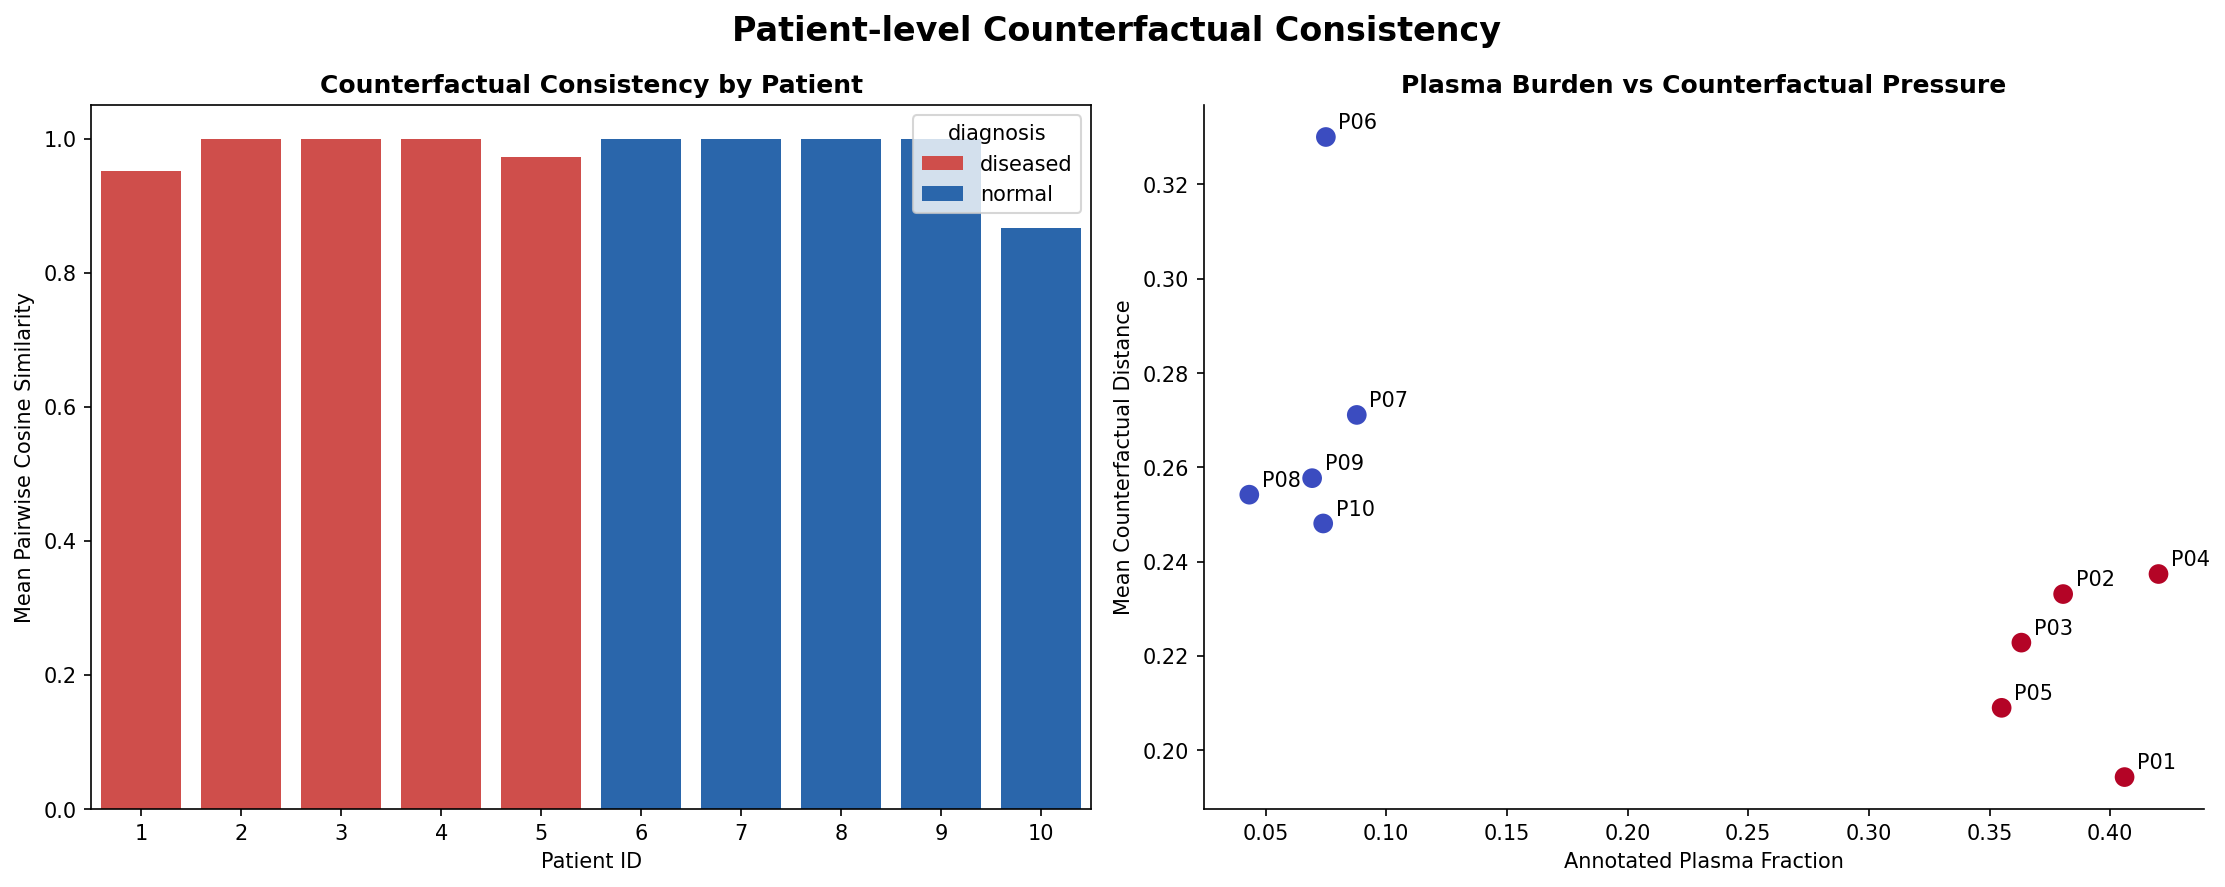 Patient-level Counterfactual Consistency
Counterfactual Consistency by Patient
Mean Pairwise Cosine Similarity
1.0
0.8
0.6
0.4
0.2
0.0
diagnosis
diseased
normal
1 2 3 4 5 6 7 8 9 10
Patient ID
Plasma Burden vs Counterfactual Pressure
Mean Counterfactual Distance
0.32
0.30
0.28
0.26
0.24
0.22
0.20
P06
P07
P09
P08
P10
P04
P02
P03
P05
P01
0.05 0.10 0.15 0.20 0.25 0.30 0.35 0.40
Annotated Plasma Fraction